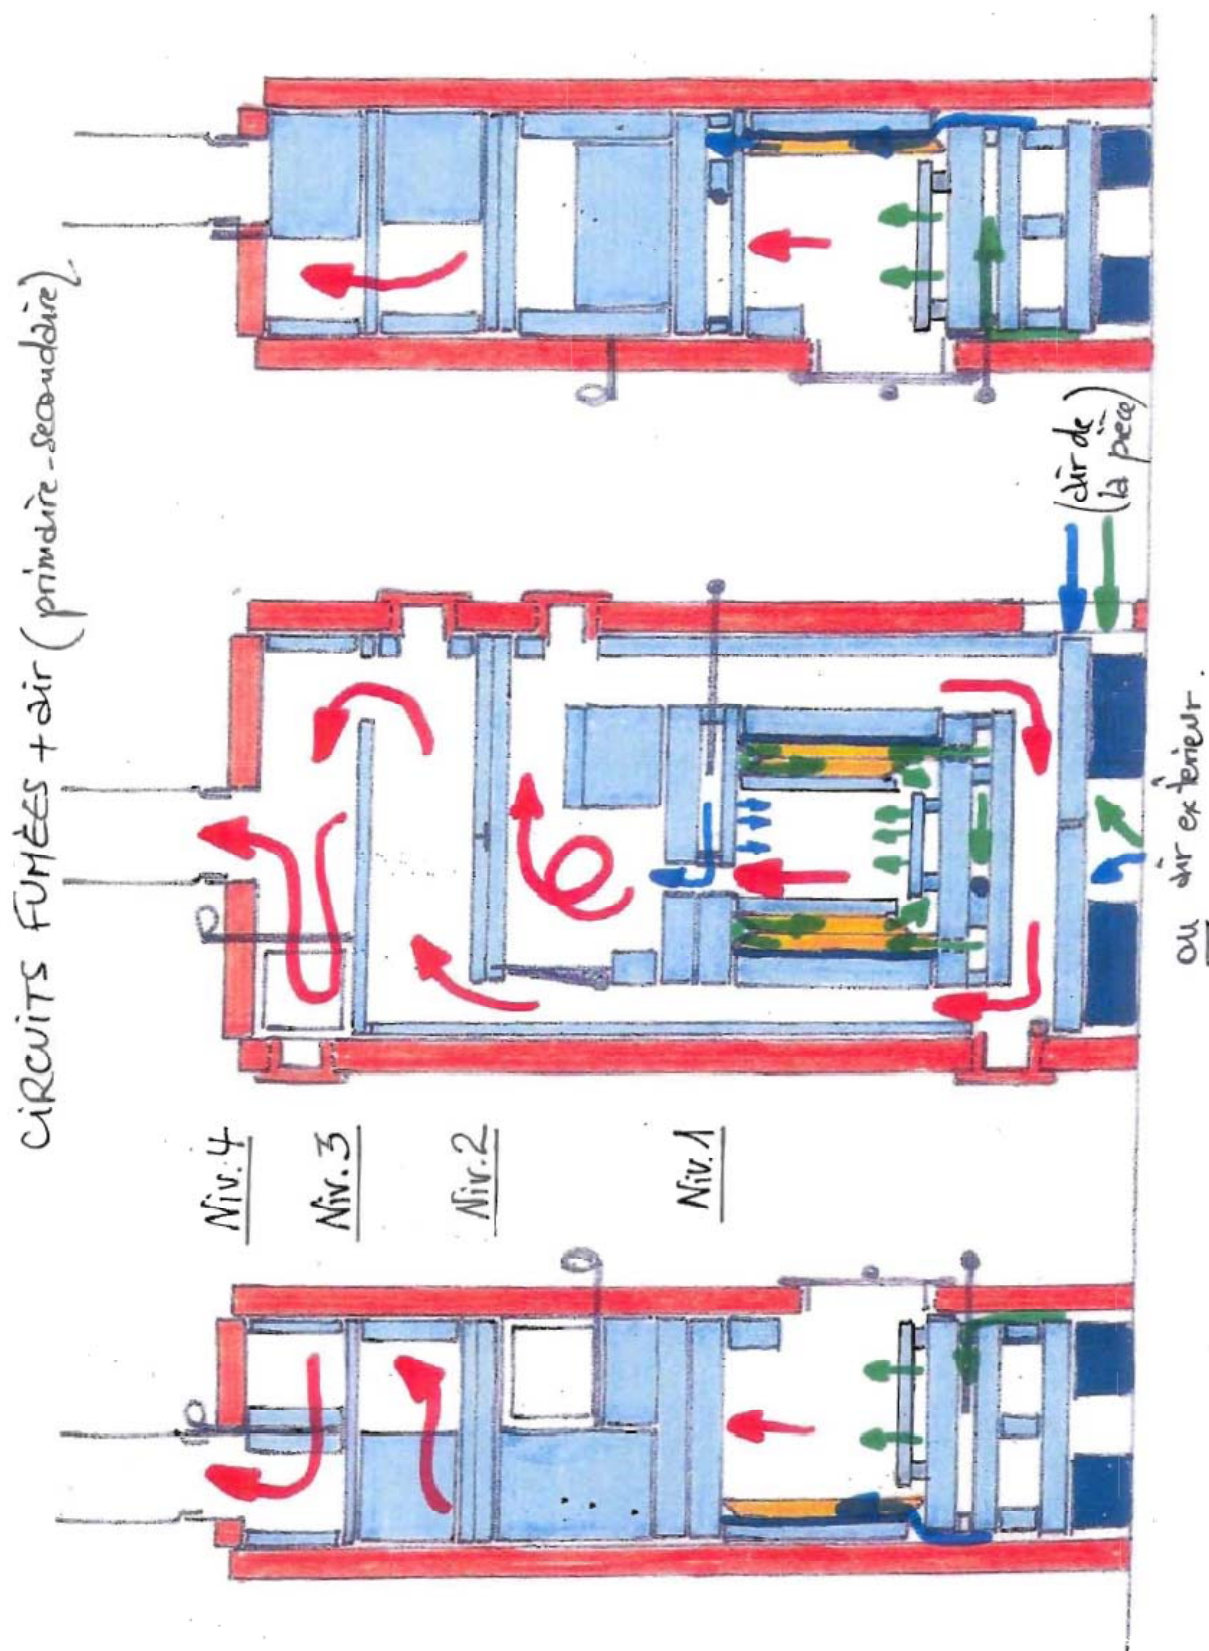 CIRCUITS FUMÉES + air (primaire - secondaire)
Niv. 4
Niv. 3
Niv. 2
Niv. 1
(air de
la pièce)
ou air extérieur.